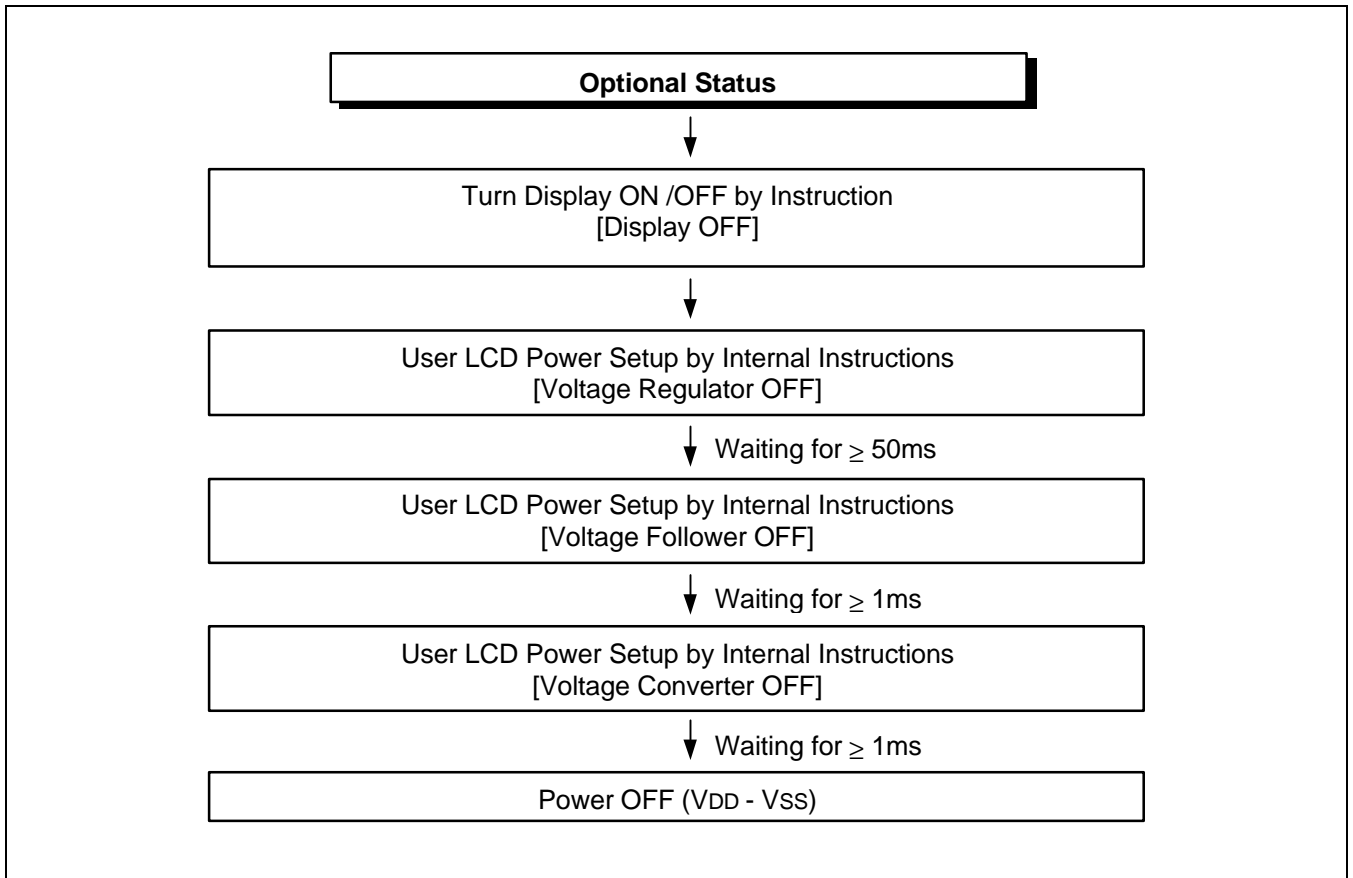 Optional Status
Turn Display ON /OFF by Instruction
[Display OFF]
User LCD Power Setup by Internal Instructions
[Voltage Regulator OFF]
Waiting for ≥ 50ms
User LCD Power Setup by Internal Instructions
[Voltage Follower OFF]
Waiting for ≥ 1ms
User LCD Power Setup by Internal Instructions
[Voltage Converter OFF]
Waiting for ≥ 1ms
Power OFF (VDD - VSS)